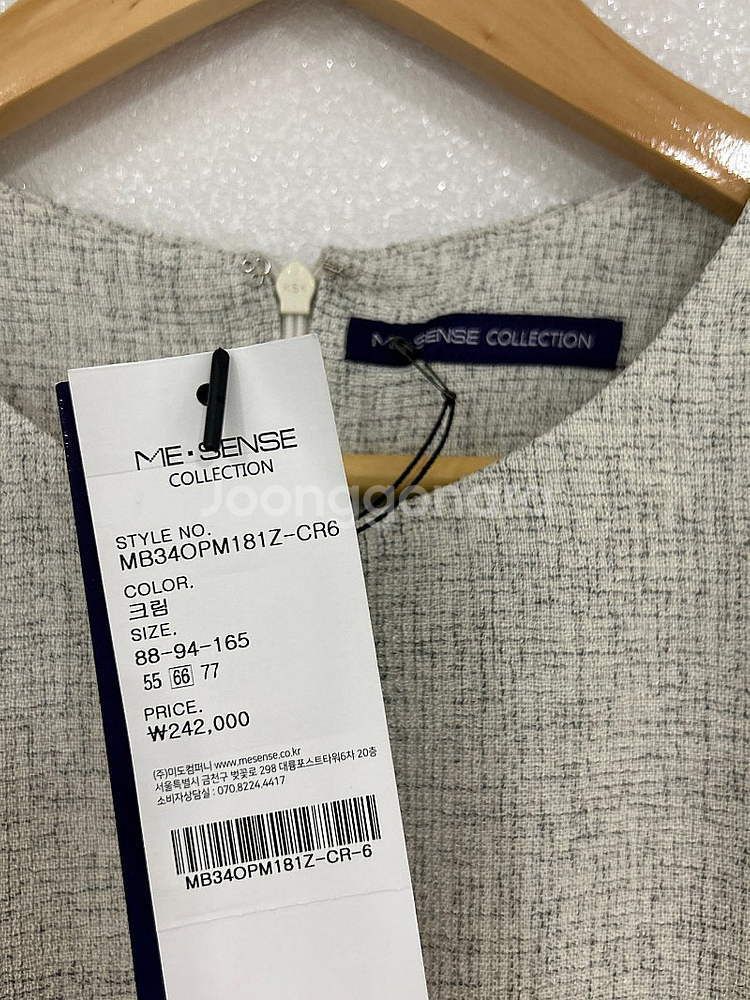 ME·SENSE COLLECTION
ME·SENSE
COLLECTION
Joonggonara
STYLE NO.
MB34OPM181Z-CR6
COLOR.
크림
SIZE.
88-94-165
55 66 77
PRICE.
₩242,000
(주)미도컴퍼니 www.mesense.co.kr
서울특별시 금천구 벚꽃로 298 대륭포스트타워6차 20층
소비자상담실 : 070.8224.4417
MB34OPM181Z-CR-6